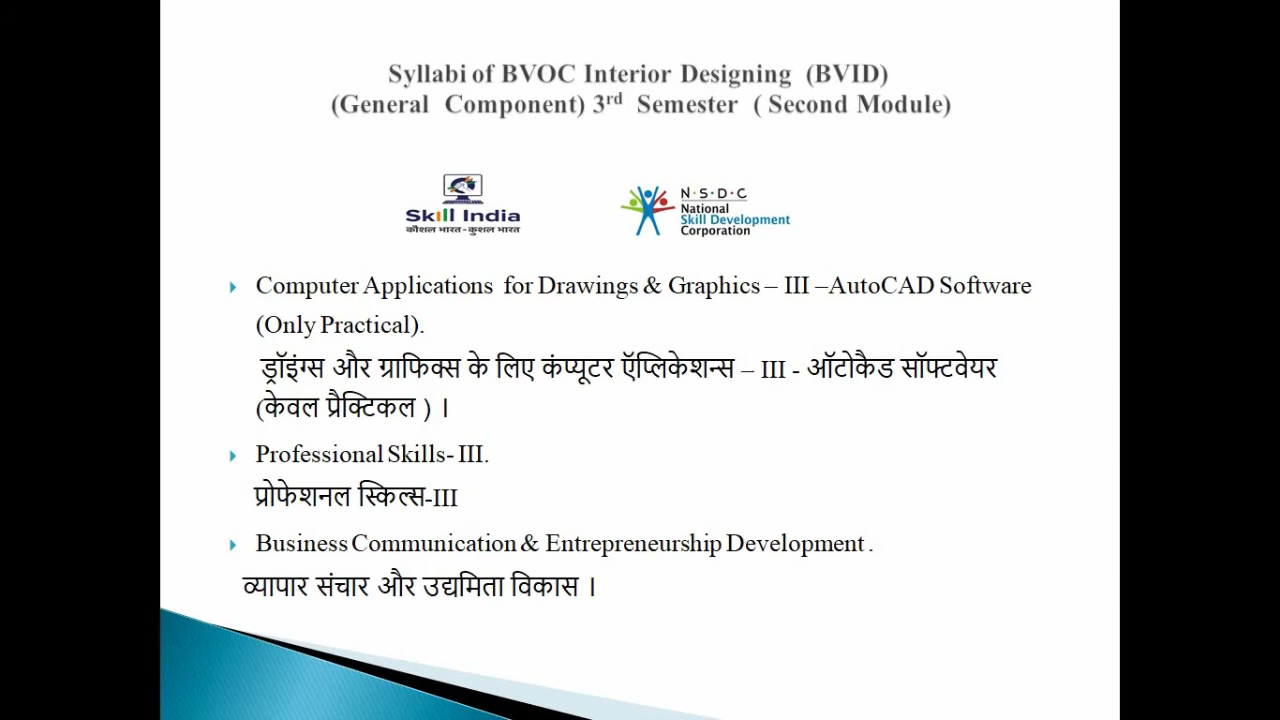 Syllabi of BVOC Interior Designing (BVID)
(General Component) 3rd Semester ( Second Module)
Skill India
कौशल भारत-कुशल भारत
N·S·D·C
National
Skill Development
Corporation
Computer Applications for Drawings & Graphics – III –AutoCAD Software
(Only Practical).
ड्रॉइंग्स और ग्राफिक्स के लिए कंप्यूटर ऍप्लिकेशन्स – III - ऑटोकैड सॉफ्टवेयर
(केवल प्रैक्टिकल ) ।
Professional Skills- III.
प्रोफेशनल स्किल्स-III
Business Communication & Entrepreneurship Development .
व्यापार संचार और उद्यमिता विकास ।